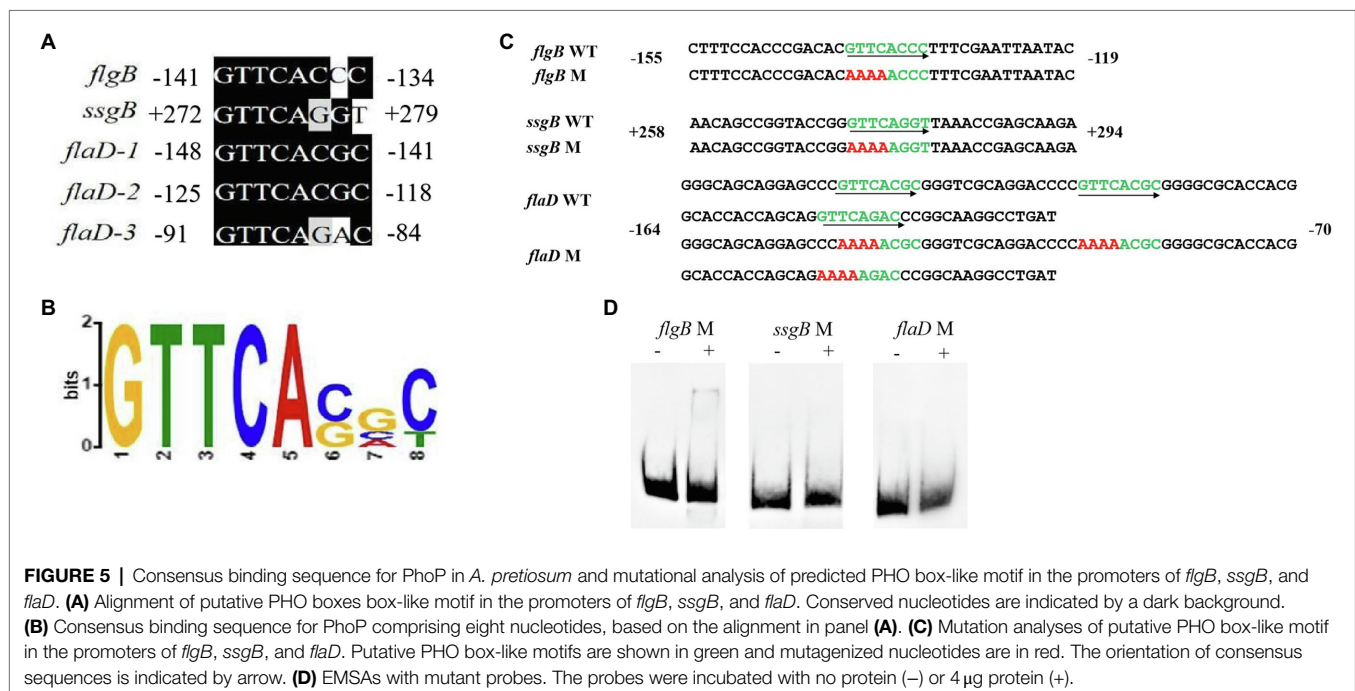 A
flgB -141 GTTCACCC -134
ssgB +272 GTTCAGGT +279
flaD-1 -148 GTTCACGC -141
flaD-2 -125 GTTCACGC -118
flaD-3 -91 GTTCAGAC -84
B
2
bits
1
0
GTTCACGC
GCT
A
1 2 3 4 5 6 7 8
C
flgB WT CTTTCCACCCGACACGTTCACCCTTTCGAATTAATAC
-155 -119
flgB M CTTTCCACCCGACACAAAAACCCTTTCGAATTAATAC
ssgB WT AACAGCCGGTACCGGGTTCAGGTTAAACCGAGCAAGA
+258 +294
ssgB M AACAGCCGGTACCGGAAAAAGGTTAAACCGAGCAAGA
GGGCAGCAGGAGCCCGTTCACGCGGGTCGCAGGACCCCGTTCACGCGGGGCGCACCACG
flaD WT
GCACCACCAGCAGGTTCAGACCCGGCAAGGCCTGAT
-164 -70
flaD M GGGCAGCAGGAGCCCAAAAACGCGGGTCGCAGGACCCCAAAAACGCGGGGCGCACCACG
GCACCACCAGCAGAAAAAGACCCGGCAAGGCCTGAT
D
flgB M ssgB M flaD M
- + - + - +
FIGURE 5 | Consensus binding sequence for PhoP in A. pretiosum and mutational analysis of predicted PHO box-like motif in the promoters of flgB, ssgB, and
flaD. (A) Alignment of putative PHO boxes box-like motif in the promoters of flgB, ssgB, and flaD. Conserved nucleotides are indicated by a dark background.
(B) Consensus binding sequence for PhoP comprising eight nucleotides, based on the alignment in panel (A). (C) Mutation analyses of putative PHO box-like motif
in the promoters of flgB, ssgB, and flaD. Putative PHO box-like motifs are shown in green and mutagenized nucleotides are in red. The orientation of consensus
sequences is indicated by arrow. (D) EMSAs with mutant probes. The probes were incubated with no protein (−) or 4 μg protein (+).